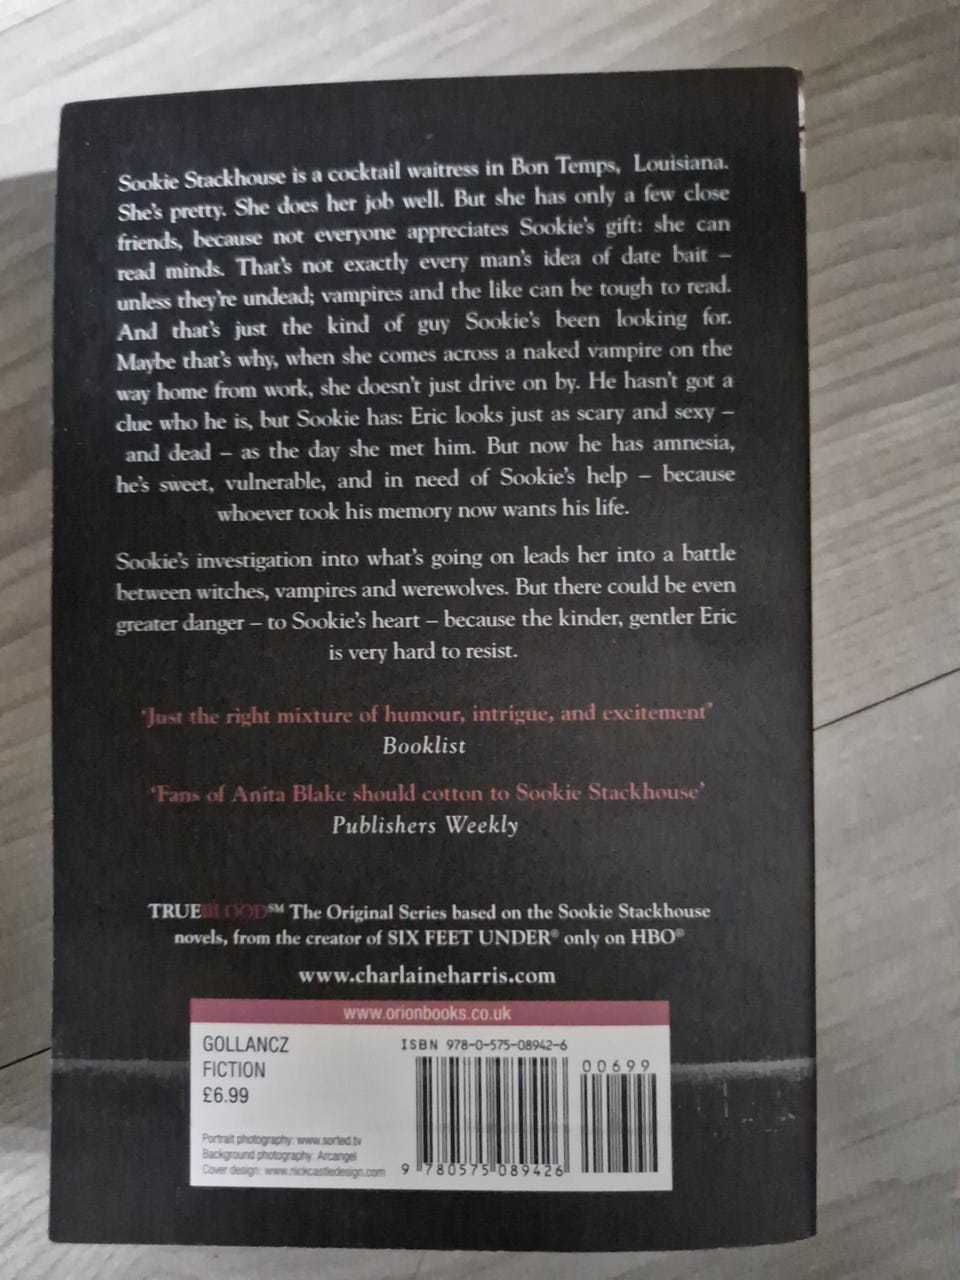 Sookie Stackhouse is a cocktail waitress in Bon Temps, Louisiana.
She's pretty. She does her job well. But she has only a few close
friends, because not everyone appreciates Sookie's gift: she can
read minds. That's not exactly every man's idea of date bait –
unless they're undead; vampires and the like can be tough to read.
And that's just the kind of guy Sookie's been looking for.
Maybe that's why, when she comes across a naked vampire on the
way home from work, she doesn't just drive on by. He hasn't got a
clue who he is, but Sookie has: Eric looks just as scary and sexy –
and dead – as the day she met him. But now he has amnesia,
he's sweet, vulnerable, and in need of Sookie's help – because
whoever took his memory now wants his life.
Sookie's investigation into what's going on leads her into a battle
between witches, vampires and werewolves. But there could be even
greater danger – to Sookie's heart – because the kinder, gentler Eric
is very hard to resist.
'Just the right mixture of humour, intrigue, and excitement'
Booklist
'Fans of Anita Blake should cotton to Sookie Stackhouse'
Publishers Weekly
TRUEBLOOD℠ The Original Series based on the Sookie Stackhouse
novels, from the creator of SIX FEET UNDER® only on HBO®
www.charlaineharris.com
www.orionbooks.co.uk
GOLLANCZ
FICTION
£6.99
Portrait photography: www.sorted.tv
Background photography: Arcangel
Cover design: www.nickcastledesign.com
ISBN 978-0-575-08942-6
00699
9 780575 089426